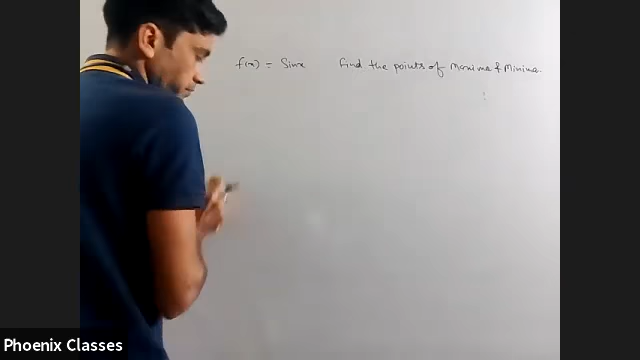 f(x) = Sinx find the points of Maxima & Minima.
Phoenix Classes